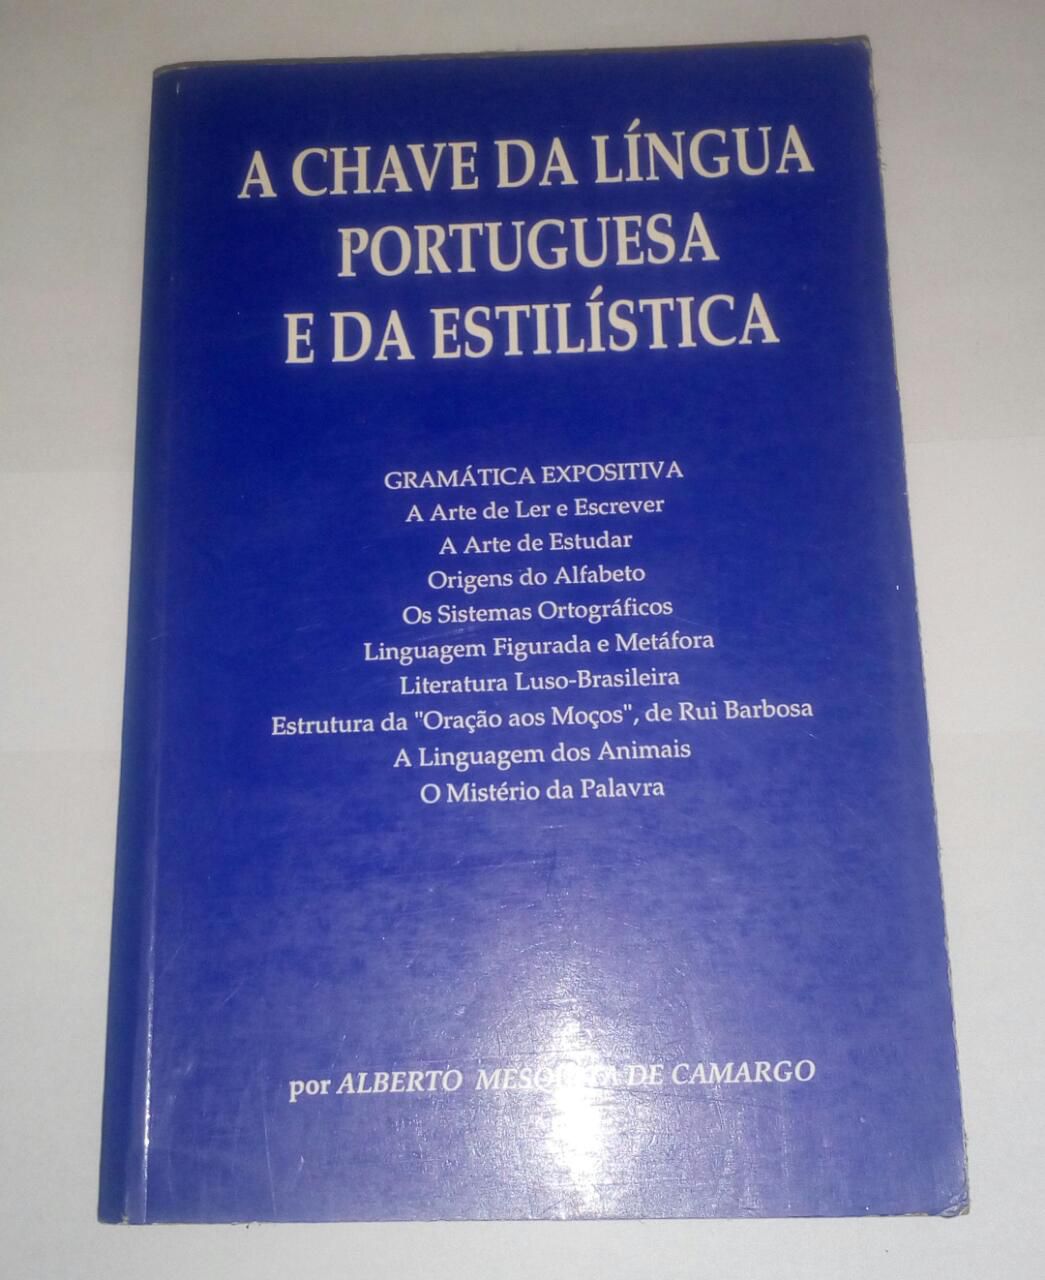 A CHAVE DA LÍNGUA
PORTUGUESA
E DA ESTILÍSTICA
GRAMÁTICA EXPOSITIVA
A Arte de Ler e Escrever
A Arte de Estudar
Origens do Alfabeto
Os Sistemas Ortográficos
Linguagem Figurada e Metáfora
Literatura Luso-Brasileira
Estrutura da "Oração aos Moços", de Rui Barbosa
A Linguagem dos Animais
O Mistério da Palavra
por ALBERTO MESQUITA DE CAMARGO